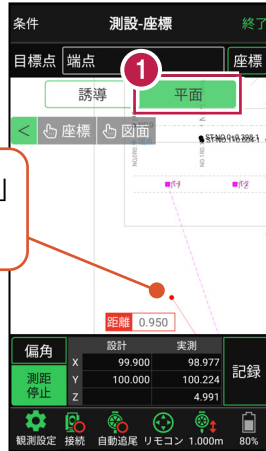 条件 測設-座標 終了
目標点 端点 座標
1
誘導 平面
< 座標 図面
」
T-1 T-2
距離 0.950
偏角 設計 実測
X 99.900 98.977
測距停止 Y 100.000 100.224 記録
Z 4.991
観測設定 接続 自動追尾 リモコン 1.000m 80%